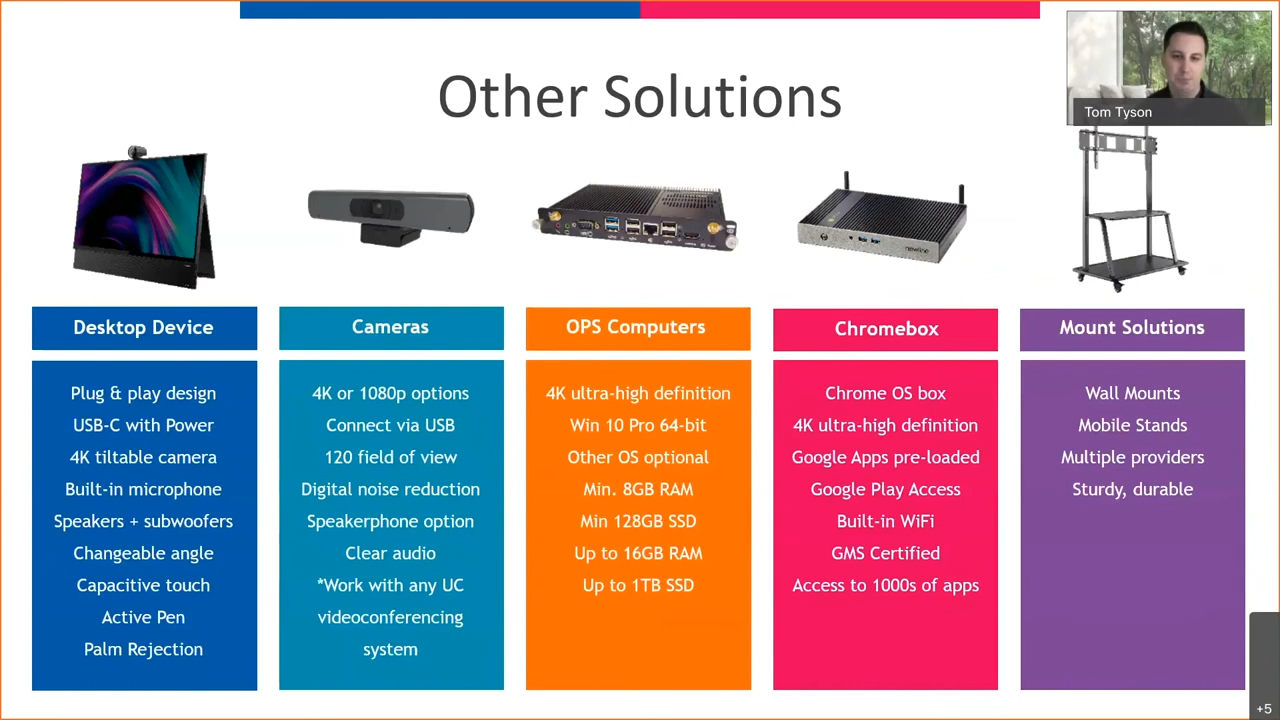 Other Solutions
Tom Tyson
newline
Desktop Device
Plug & play design
USB-C with Power
4K tiltable camera
Built-in microphone
Speakers + subwoofers
Changeable angle
Capacitive touch
Active Pen
Palm Rejection
Cameras
4K or 1080p options
Connect via USB
120 field of view
Digital noise reduction
Speakerphone option
Clear audio
*Work with any UC
videoconferencing
system
OPS Computers
4K ultra-high definition
Win 10 Pro 64-bit
Other OS optional
Min. 8GB RAM
Min 128GB SSD
Up to 16GB RAM
Up to 1TB SSD
Chromebox
Chrome OS box
4K ultra-high definition
Google Apps pre-loaded
Google Play Access
Built-in WiFi
GMS Certified
Access to 1000s of apps
Mount Solutions
Wall Mounts
Mobile Stands
Multiple providers
Sturdy, durable
+5